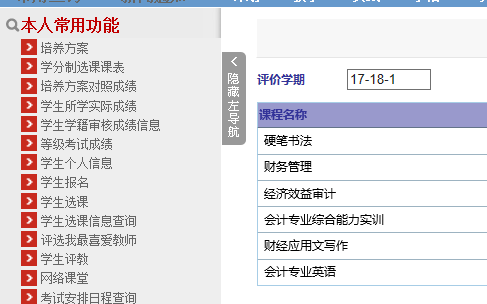 本人常用功能
培养方案
学分制选课课表
培养方案对照成绩
学生所学实际成绩
学生学籍审核成绩信息
等级考试成绩
学生个人信息
学生报名
学生选课
学生选课信息查询
评选我最喜爱教师
学生评教
网络课堂
考试安排日程查询
隐藏左导航
评价学期 17-18-1
课程名称
硬笔书法
财务管理
经济效益审计
会计专业综合能力实训
财经应用文写作
会计专业英语